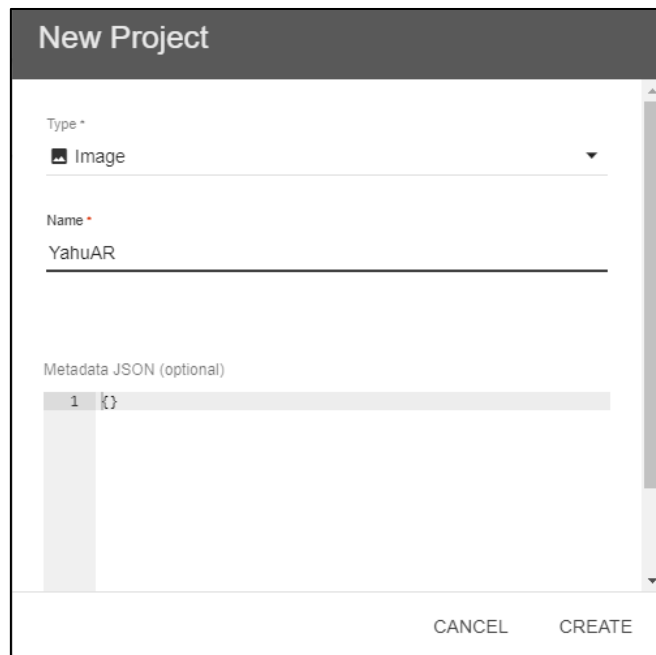 New Project
Type *
Image
Name *
YahuAR
Metadata JSON (optional)
1 {}
CANCEL CREATE